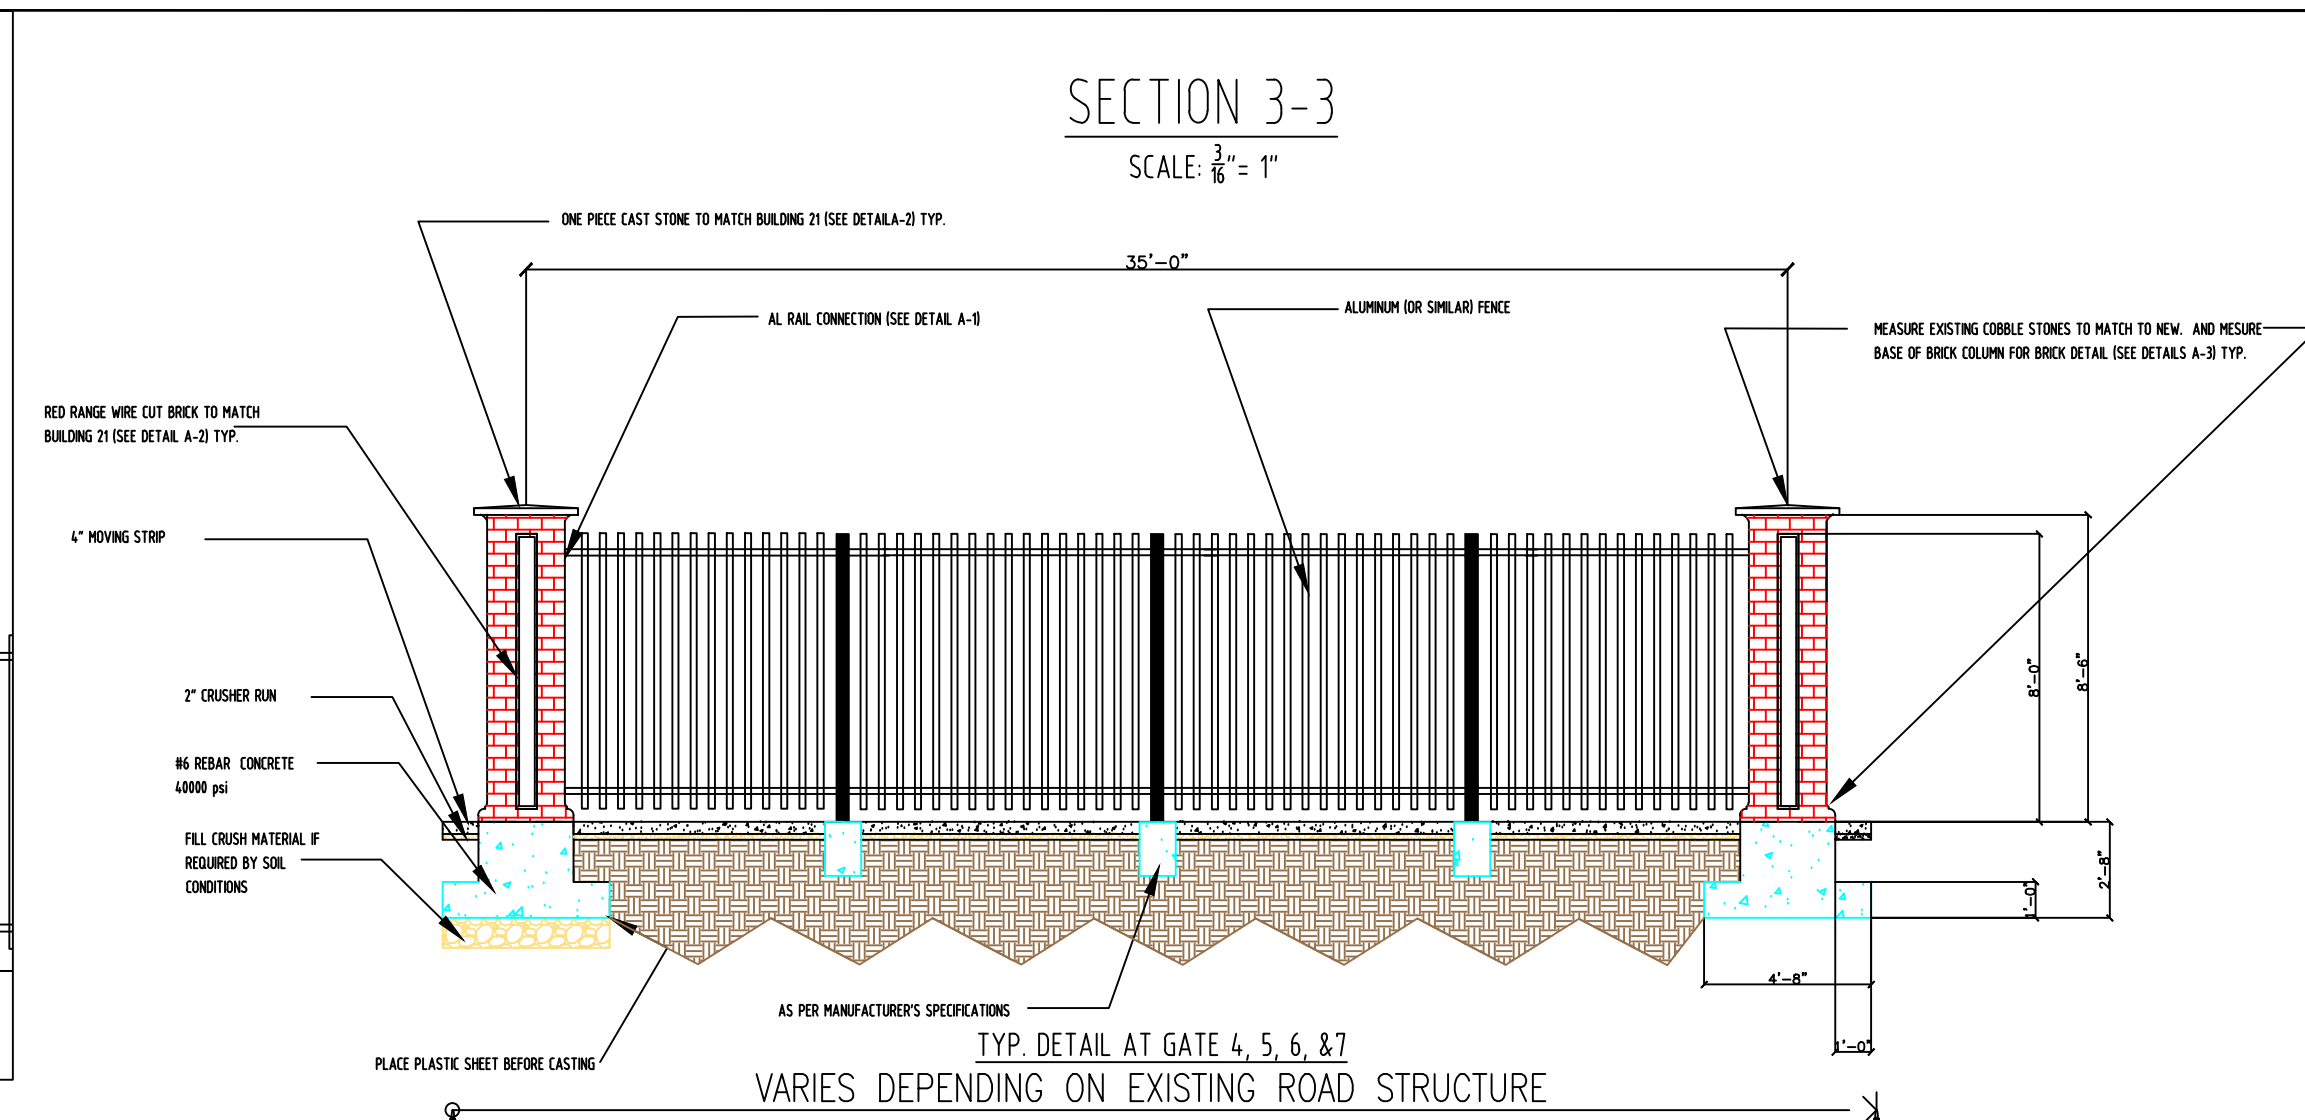 SECTION 3-3
SCALE: 3/16"= 1"
ONE PIECE CAST STONE TO MATCH BUILDING 21 (SEE DETAILA-2) TYP.
35'-0"
AL RAIL CONNECTION (SEE DETAIL A-1)
ALUMINUM (OR SIMILAR) FENCE
MEASURE EXISTING COBBLE STONES TO MATCH TO NEW. AND MESURE
BASE OF BRICK COLUMN FOR BRICK DETAIL (SEE DETAILS A-3) TYP.
RED RANGE WIRE CUT BRICK TO MATCH
BUILDING 21 (SEE DETAIL A-2) TYP.
4" MOVING STRIP
2" CRUSHER RUN
#6 REBAR CONCRETE
40000 psi
FILL CRUSH MATERIAL IF
REQUIRED BY SOIL
CONDITIONS
8'-0"
8'-6"
2'-8"
1'-0"
4'-8"
1'-0"
AS PER MANUFACTURER'S SPECIFICATIONS
PLACE PLASTIC SHEET BEFORE CASTING
TYP. DETAIL AT GATE 4, 5, 6, &7
VARIES DEPENDING ON EXISTING ROAD STRUCTURE